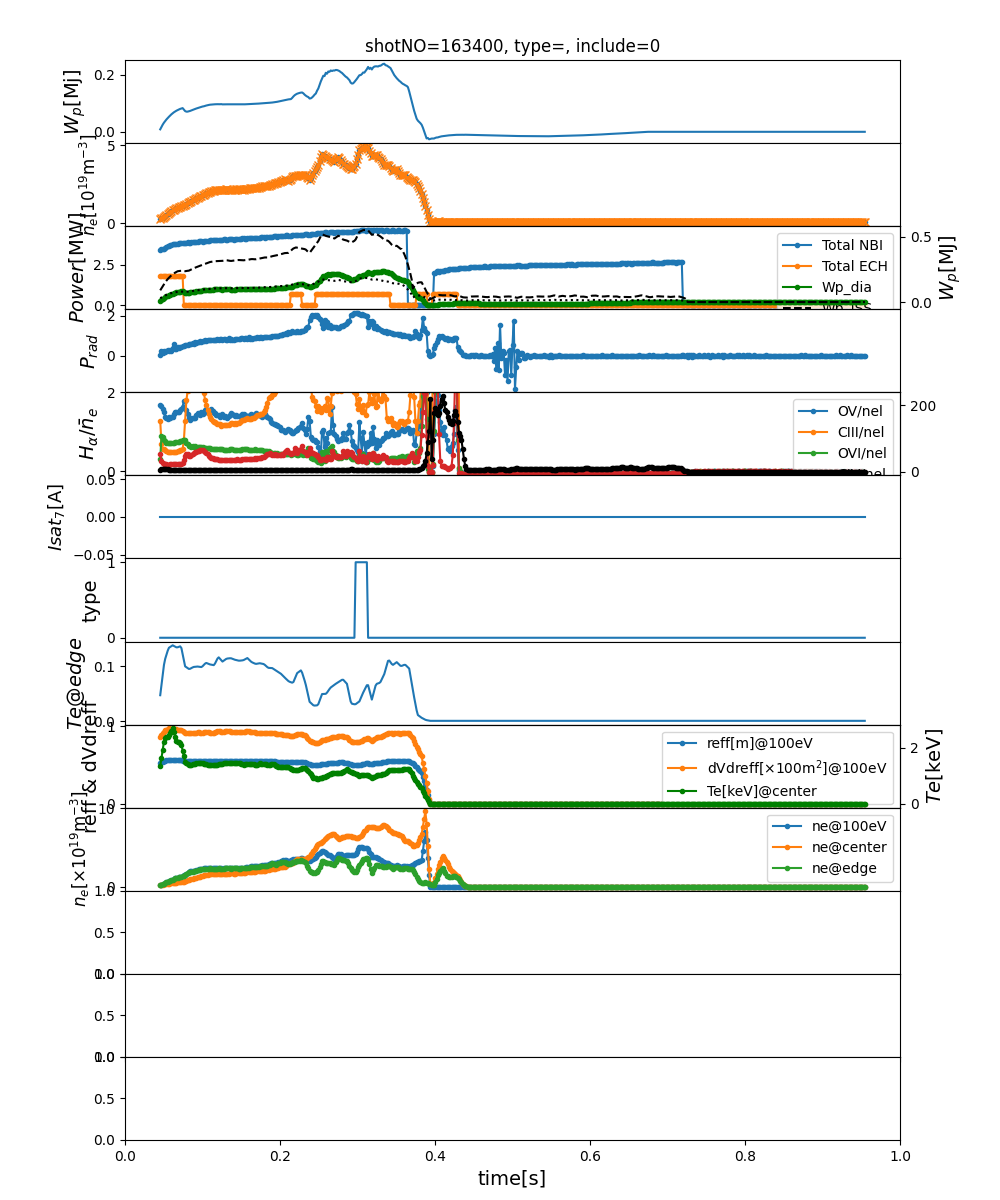 shotNO=163400, type=, include=0
W_p[Mj]
0.2
0.0
n_e[10^19 m^−3]
5
0
Power[MW]
2.5
0.0
Total NBI
Total ECH
Wp_dia
W_p[MJ]
0.5
0.0
P_rad
2
0
H_α/n̄_e
2
0
OV/nel
CIII/nel
OVI/nel
200
0
Isat_7[A]
0.05
0.00
−0.05
type
1
0
Te@edge
0.1
0.0
reff & dVdreff
1
0
reff[m]@100eV
dVdreff[×100m^2]@100eV
Te[keV]@center
Te[keV]
2
0
n_e[×10^19 m^−3]
10
0
ne@100eV
ne@center
ne@edge
1.0
0.5
0.0
1.0
0.5
0.0
1.0
0.5
0.0
0.0 0.2 0.4 0.6 0.8 1.0
time[s]